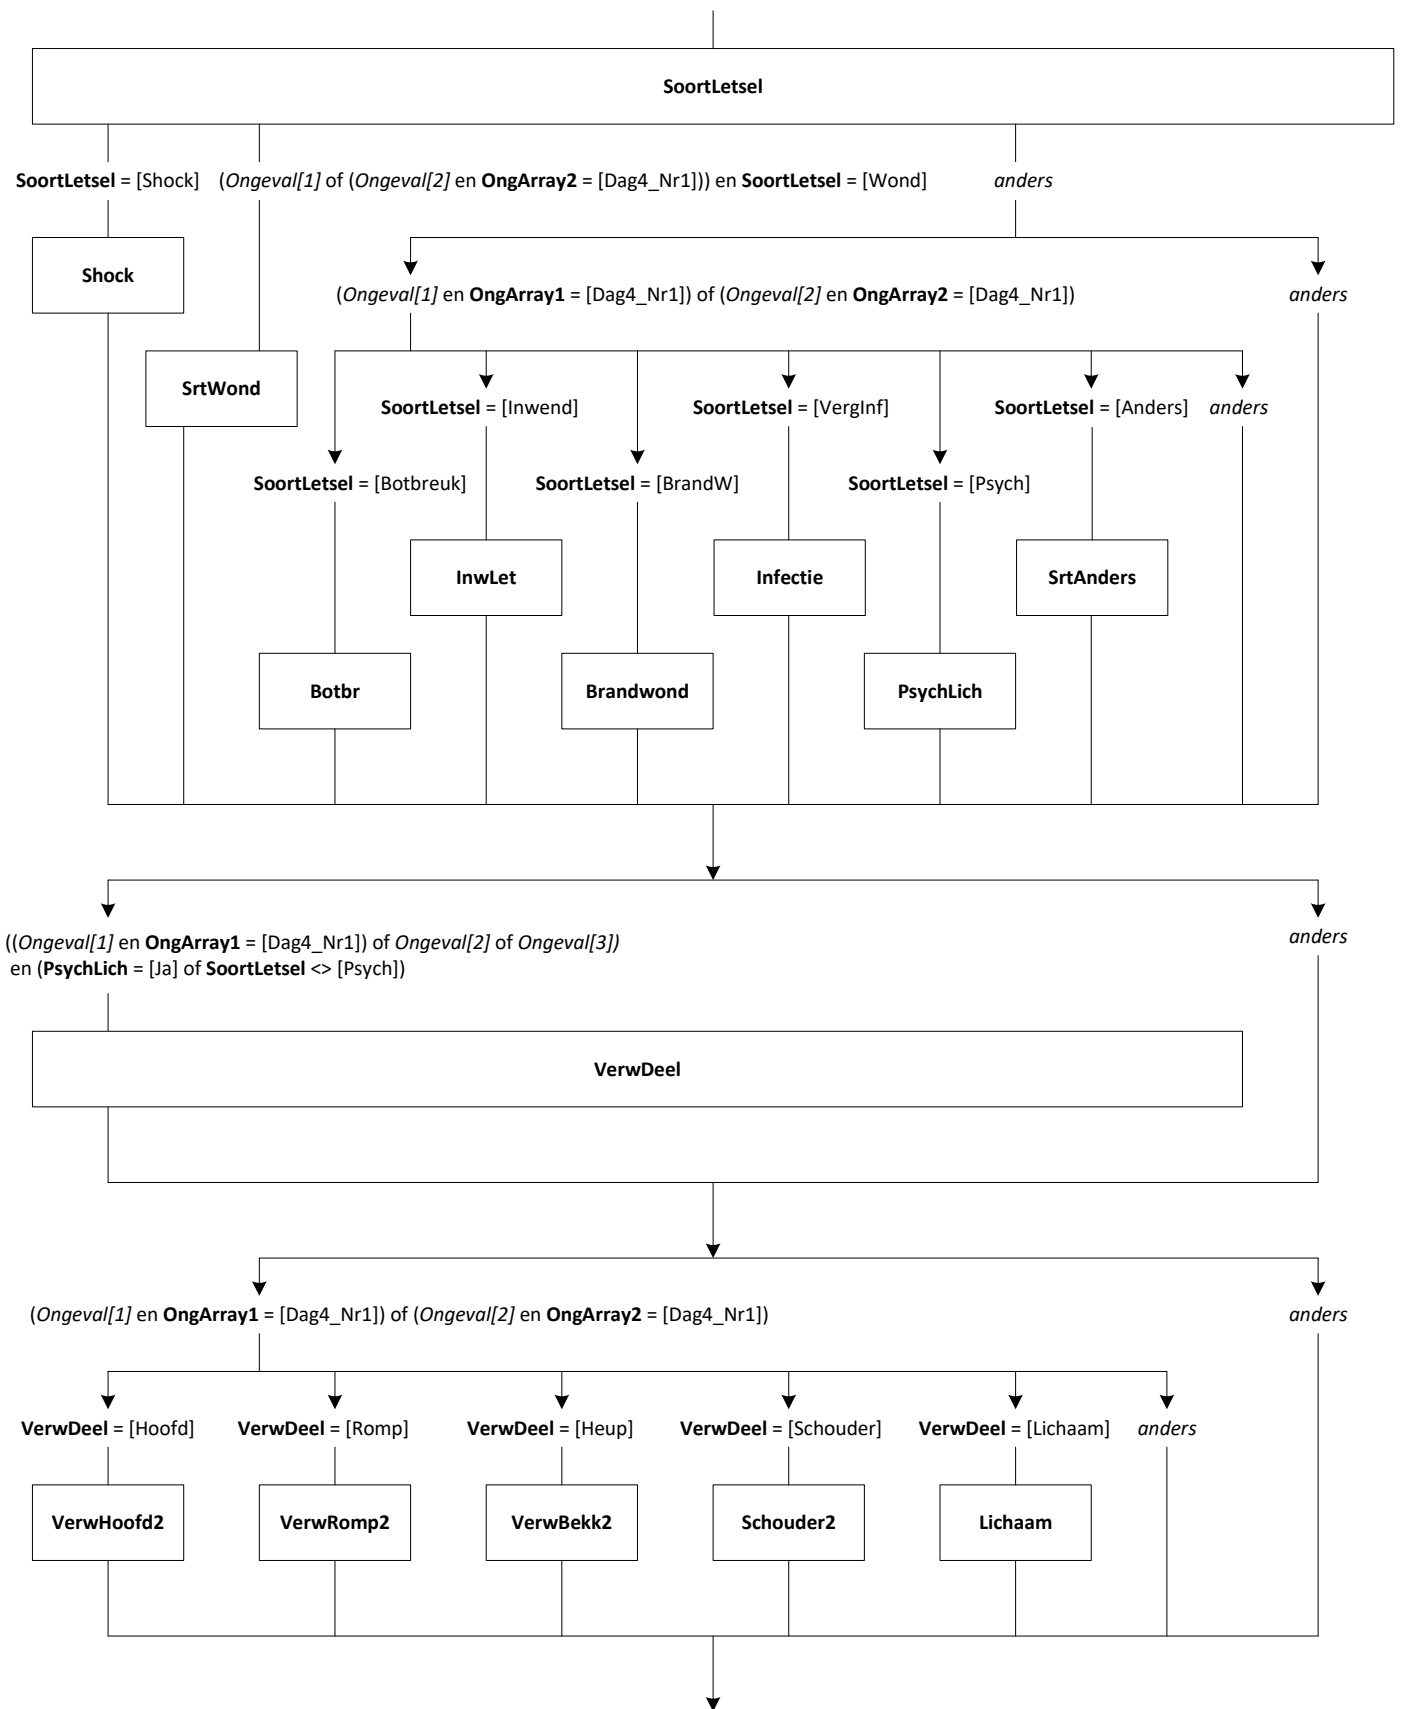 SoortLetsel
SoortLetsel = [Shock]
(Ongeval[1] of (Ongeval[2] en OngArray2 = [Dag4_Nr1])) en SoortLetsel = [Wond]
anders
Shock
(Ongeval[1] en OngArray1 = [Dag4_Nr1]) of (Ongeval[2] en OngArray2 = [Dag4_Nr1])
anders
SrtWond
SoortLetsel = [Inwend]
SoortLetsel = [VergInf]
SoortLetsel = [Anders]
anders
SoortLetsel = [Botbreuk]
SoortLetsel = [BrandW]
SoortLetsel = [Psych]
InwLet
Infectie
SrtAnders
Botbr
Brandwond
PsychLich
((Ongeval[1] en OngArray1 = [Dag4_Nr1]) of Ongeval[2] of Ongeval[3])
en (PsychLich = [Ja] of SoortLetsel <> [Psych])
anders
VerwDeel
(Ongeval[1] en OngArray1 = [Dag4_Nr1]) of (Ongeval[2] en OngArray2 = [Dag4_Nr1])
anders
VerwDeel = [Hoofd]
VerwDeel = [Romp]
VerwDeel = [Heup]
VerwDeel = [Schouder]
VerwDeel = [Lichaam]
anders
VerwHoofd2
VerwRomp2
VerwBekk2
Schouder2
Lichaam